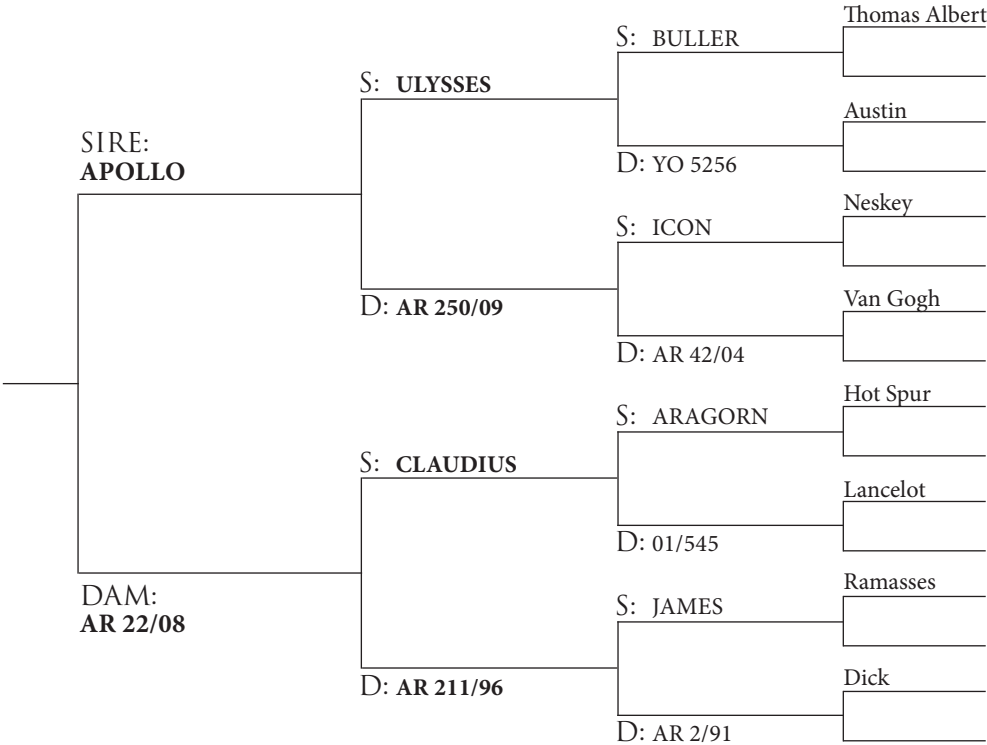 Thomas Albert
S: BULLER
S: ULYSSES
Austin
SIRE:
APOLLO
D: YO 5256
Neskey
S: ICON
Van Gogh
D: AR 250/09
D: AR 42/04
Hot Spur
S: ARAGORN
S: CLAUDIUS
Lancelot
D: 01/545
Ramasses
DAM:
AR 22/08
S: JAMES
Dick
D: AR 211/96
D: AR 2/91